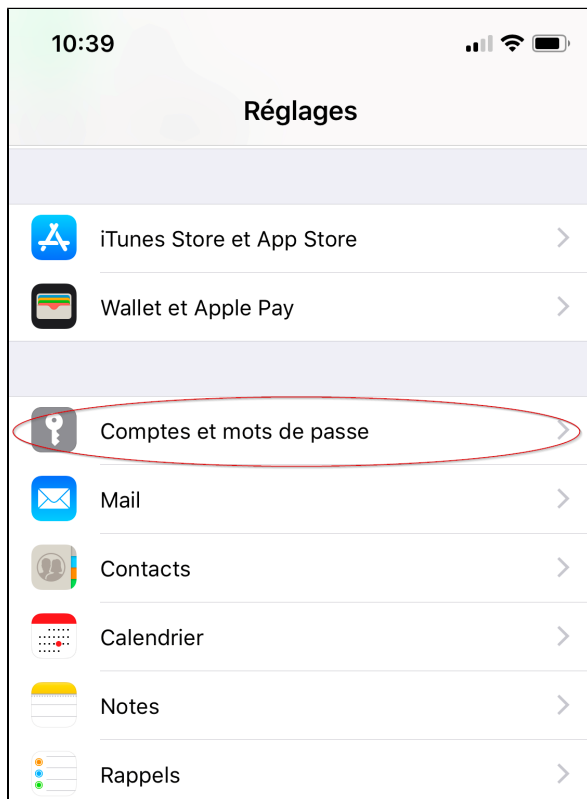 10:39
Réglages
iTunes Store et App Store
Wallet et Apple Pay
Comptes et mots de passe
Mail
Contacts
Calendrier
Notes
Rappels